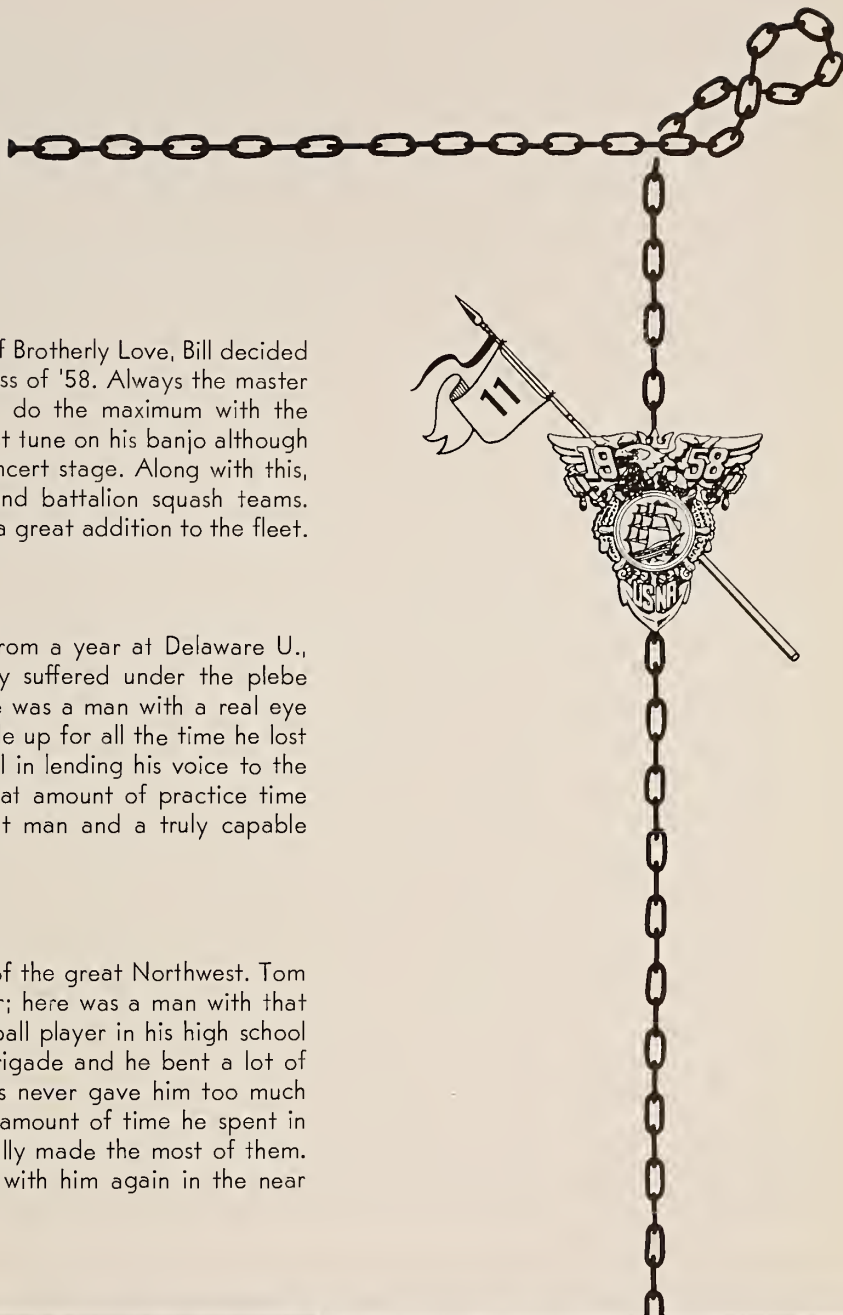 f Brotherly Love, Bill decided
ss of '58. Always the master
do the maximum with the
t tune on his banjo although
ncert stage. Along with this,
nd battalion squash teams.
a great addition to the fleet.
11
19 58
USNA
rom a year at Delaware U.,
y suffered under the plebe
e was a man with a real eye
le up for all the time he lost
l in lending his voice to the
at amount of practice time
t man and a truly capable
of the great Northwest. Tom
r; here was a man with that
ball player in his high school
rigade and he bent a lot of
s never gave him too much
amount of time he spent in
lly made the most of them.
with him again in the near